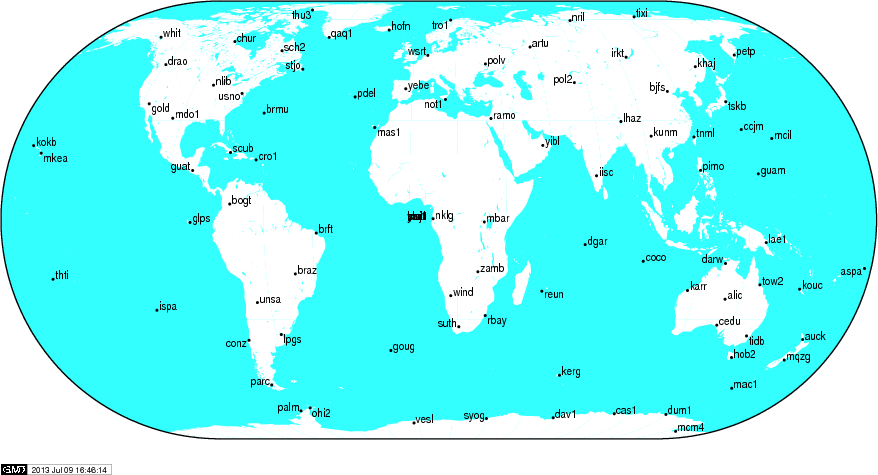 thu3
tixi
nril
tro1
hofn
whit
qaq1
chur
sch2
artu
petp
wsrt
irkt
drao
stjo
polv
khaj
nlib
pol2
yebe
bjfs
usno
pdel
not1
gold
tskb
mdo1
brmu
ramo
lhaz
ccjm
mas1
kunm
tnml
mcil
kokb
scub
yibl
mkea
cro1
guat
pimo
iisc
guam
bogt
glps
nklg
mbar
brft
dgar
lae1
coco
darw
zamb
aspa
thti
braz
tow2
karr
kouc
wind
reun
alic
unsa
ispa
rbay
suth
cedu
lpgs
auck
conz
tidb
goug
hob2
mqzg
kerg
parc
mac1
palm
ohi2
syog
dav1
cas1
dum1
vesl
mcm4
GMD 2013 Jul 09 16:46:14